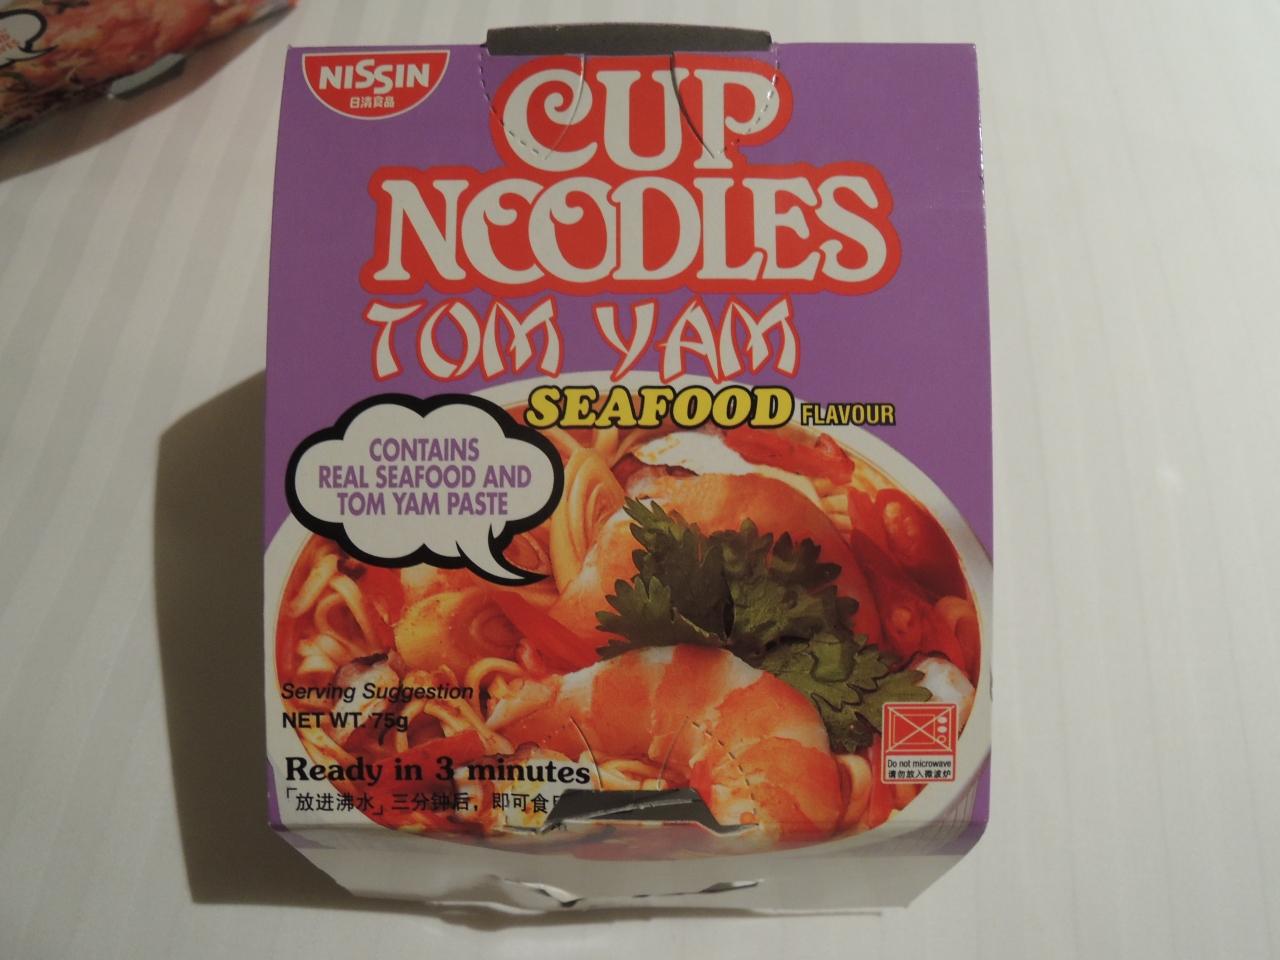 NISSIN
日清食品
CUP
NOODLES
TOM YAM
SEAFOOD FLAVOUR
CONTAINS
REAL SEAFOOD AND
TOM YAM PASTE
Serving Suggestion
NET WT. 75g
Ready in 3 minutes
「放进沸水」三分钟后，即可食
Do not microwave
请勿放入微波炉